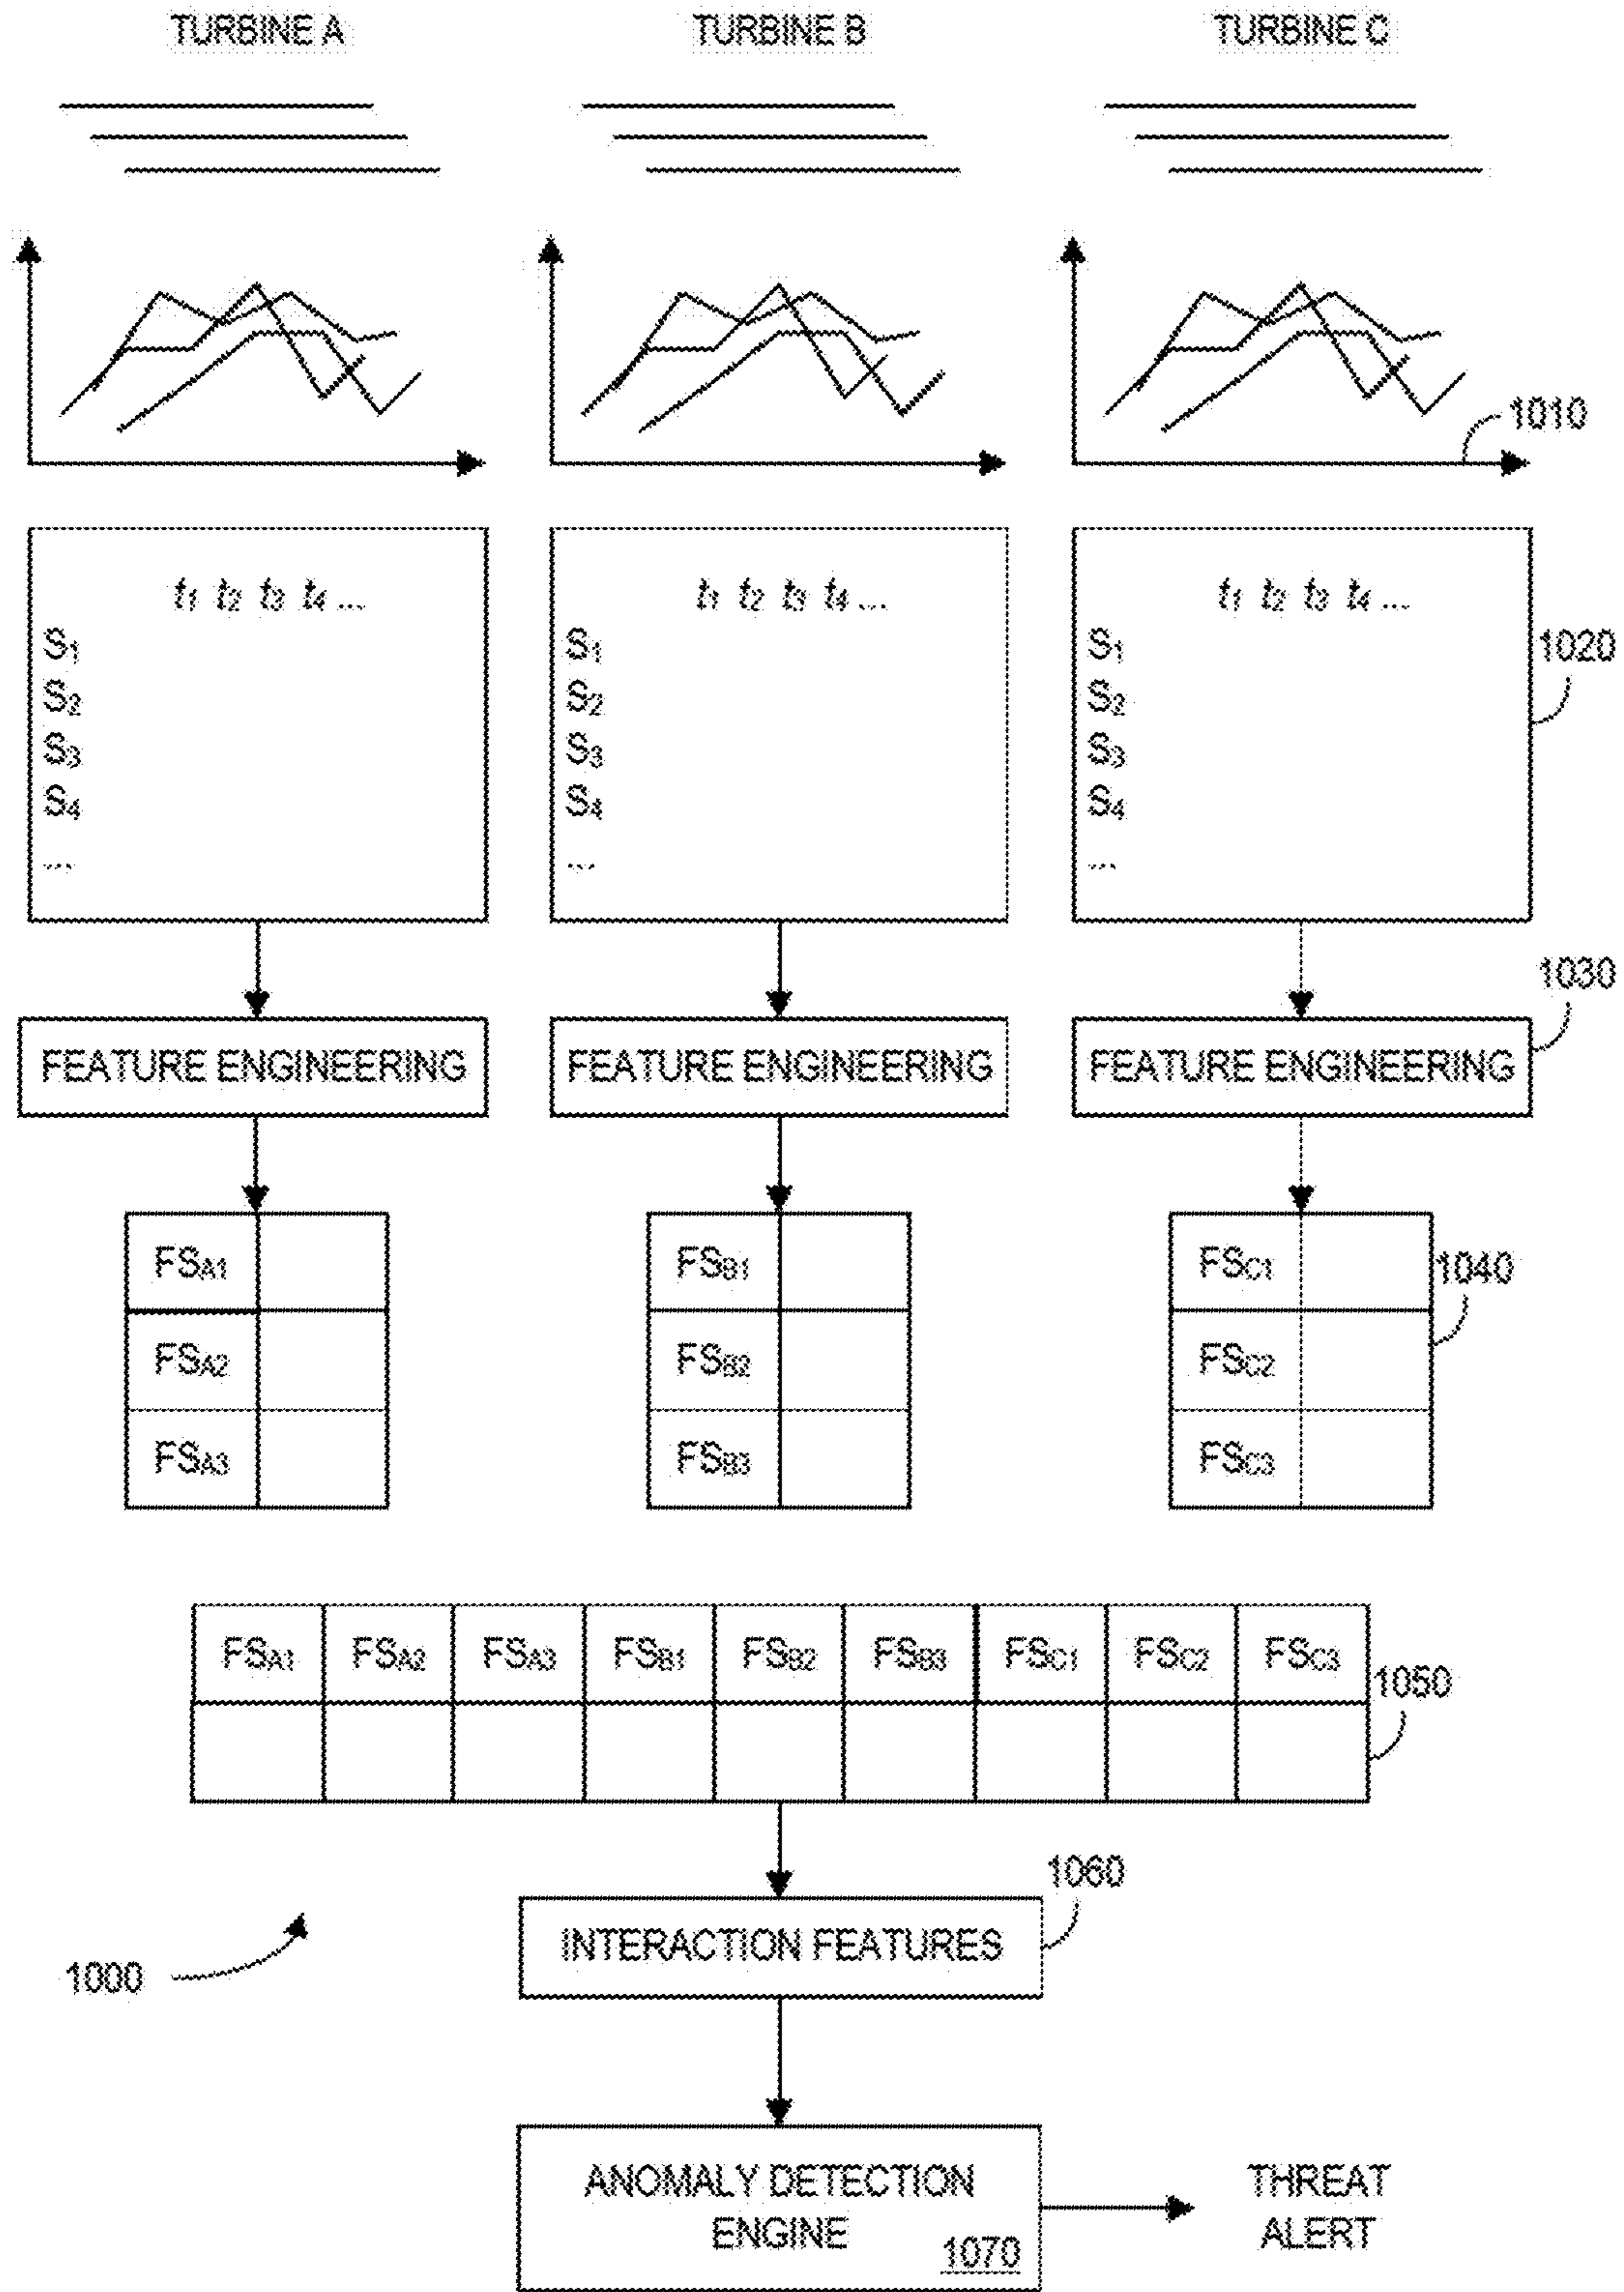 TURBINE A TURBINE B TURBINE C
1010
t1 t2 t3 t4 ... t1 t2 t3 t4 ... t1 t2 t3 t4 ...
S1 S1 S1 1020
S2 S2 S2
S3 S3 S3
S4 S4 S4
... ... ...
1030
FEATURE ENGINEERING FEATURE ENGINEERING FEATURE ENGINEERING
FSA1 FSB1 FSC1 1040
FSA2 FSB2 FSC2
FSA3 FSB3 FSC3
FSA1 FSA2 FSA3 FSB1 FSB2 FSB3 FSC1 FSC2 FSC3
1050
1060
INTERACTION FEATURES
1000
ANOMALY DETECTION THREAT
ENGINE 1070 ALERT